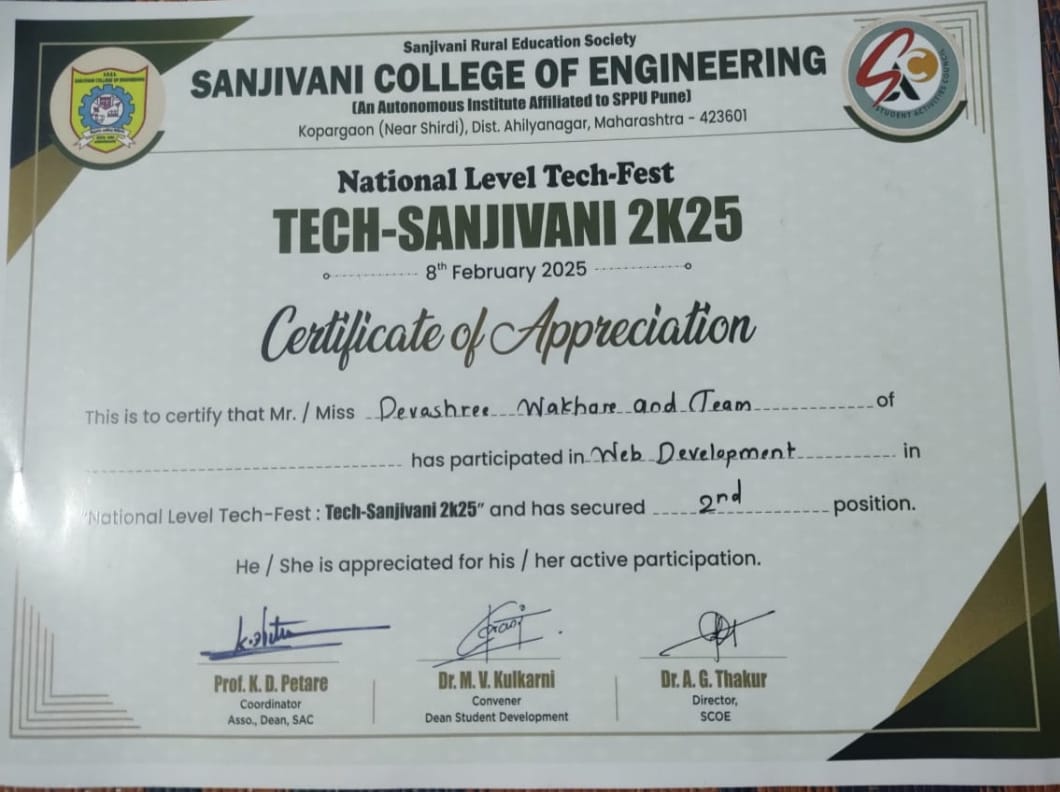 Sanjivani Rural Education Society
SANJIVANI COLLEGE OF ENGINEERING
(An Autonomous Institute Affiliated to SPPU Pune)
Kopargaon (Near Shirdi), Dist. Ahilyanagar, Maharashtra - 423601
STUDENT ACTIVITIES COUNCIL
National Level Tech-Fest
TECH-SANJIVANI 2K25
8th February 2025
Certificate of Appreciation
This is to certify that Mr. / Miss Devashree Wakhare and Team of
has participated in Web Development in
"National Level Tech-Fest : Tech-Sanjivani 2k25" and has secured 2nd position.
He / She is appreciated for his / her active participation.
Prof. K. D. Petare Dr. M. V. Kulkarni Dr. A. G. Thakur
Coordinator Convener Director,
Asso., Dean, SAC Dean Student Development SCOE